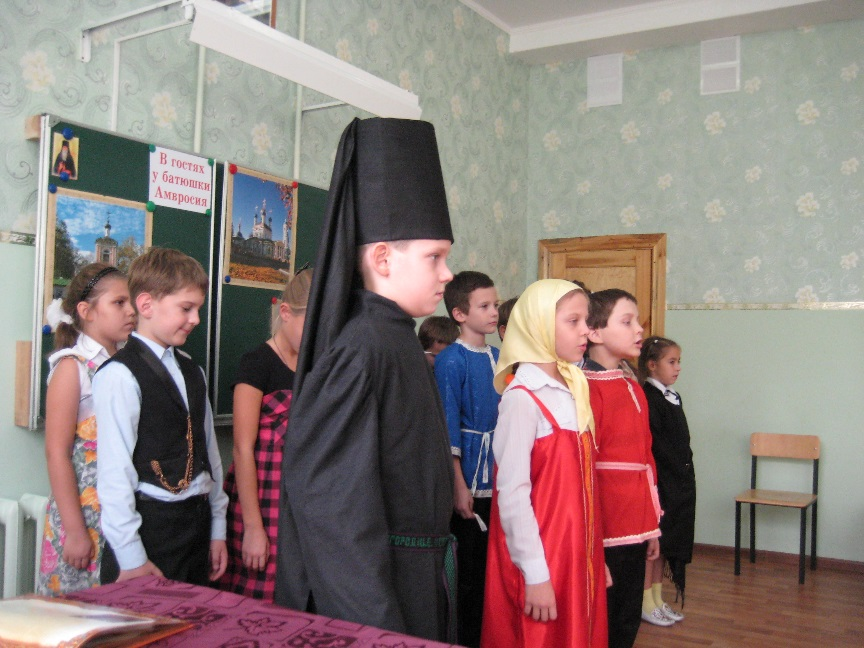 В гостях
у батюшки
Амвросия